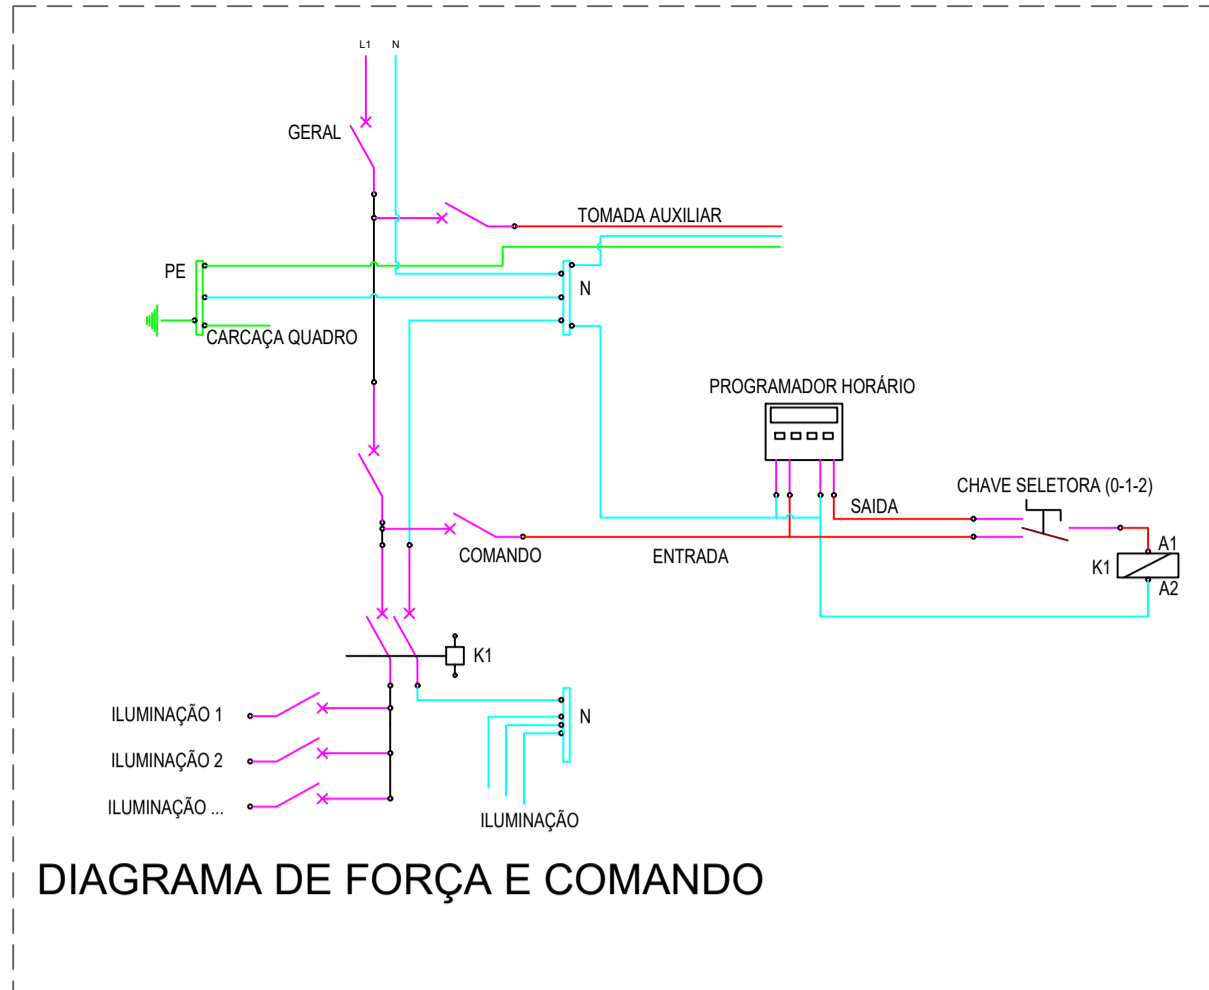 L1 N
GERAL
TOMADA AUXILIAR
PE
N
CARCAÇA QUADRO
PROGRAMADOR HORÁRIO
CHAVE SELETORA (0-1-2)
SAIDA
COMANDO
ENTRADA
A1
K1
A2
K1
ILUMINAÇÃO 1
N
ILUMINAÇÃO 2
ILUMINAÇÃO ...
ILUMINAÇÃO
DIAGRAMA DE FORÇA E COMANDO